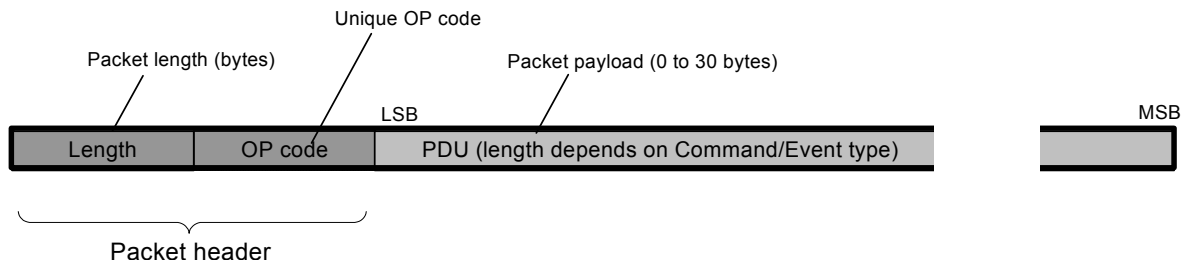 Unique OP code
Packet length (bytes)
Packet payload (0 to 30 bytes)
LSB
MSB
Length
OP code
PDU (length depends on Command/Event type)
Packet header